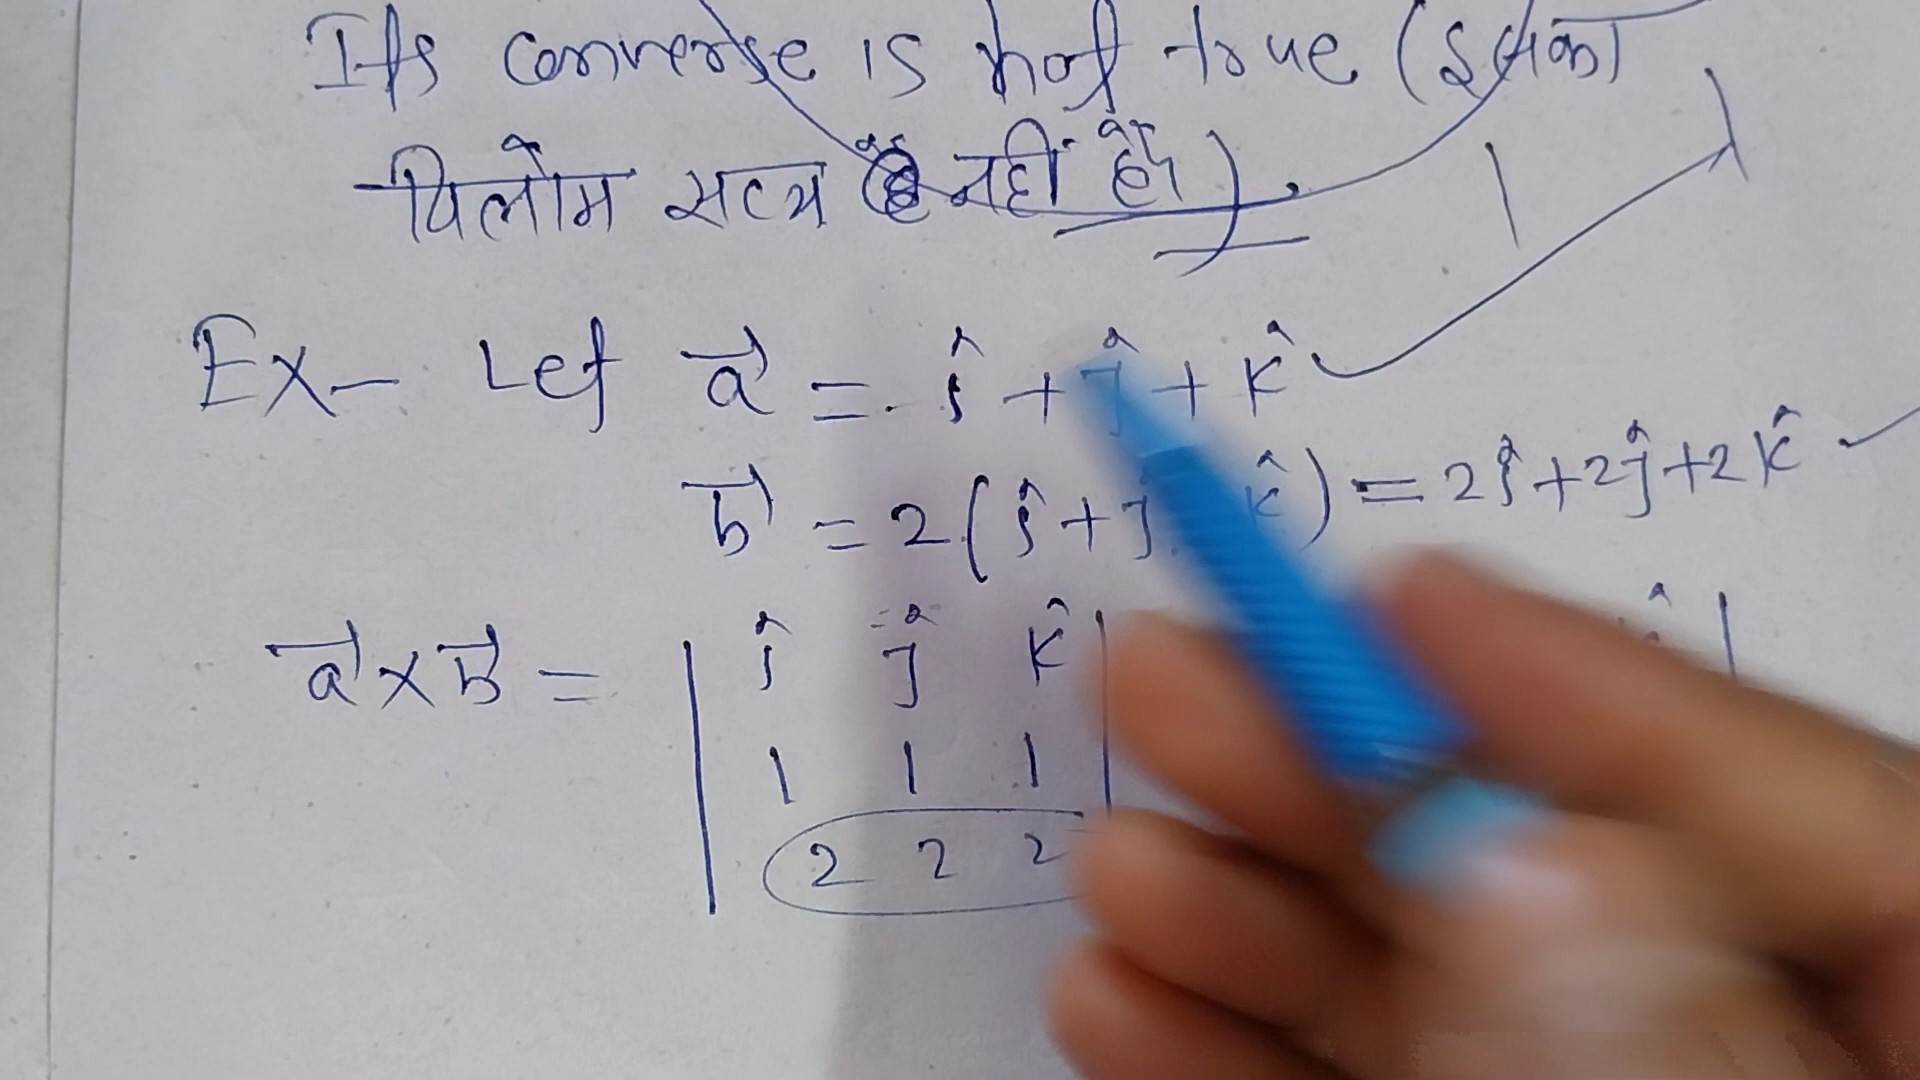 Its converse is not true (इसका
विलोम सत्य नहीं है)
Ex- Let a⃗ = î + ĵ + k̂
b⃗ = 2(î + ĵ k̂) = 2î+2ĵ+2k̂
a⃗ x b⃗ = | î ĵ k̂ |
1 1 1
2 2 2